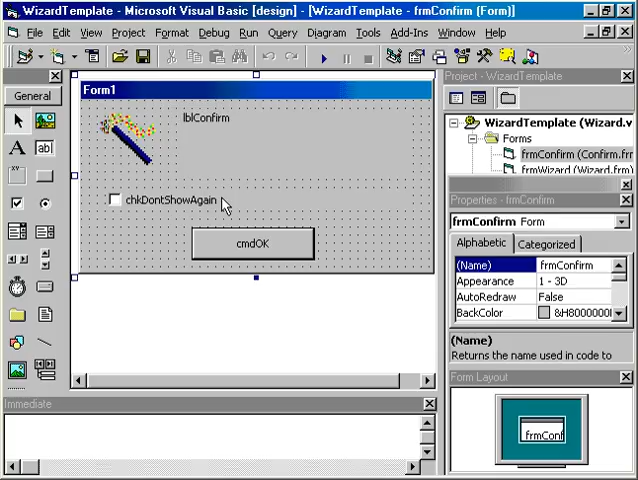 WizardTemplate - Microsoft Visual Basic [design] - [WizardTemplate - frmConfirm (Form)]
File Edit View Project Format Debug Run Query Diagram Tools Add-Ins Window Help
General
Form1
lblConfirm
chkDontShowAgain
cmdOK
Project - WizardTemplate
WizardTemplate (Wizard.v
Forms
frmConfirm (Confirm.frr
frmWizard (Wizard.frm)
Properties - frmConfirm
frmConfirm Form
Alphabetic Categorized
(Name) frmConfirm
Appearance 1 - 3D
AutoRedraw False
BackColor &H8000000
(Name)
Returns the name used in code to
Form Layout
frmConf
Immediate